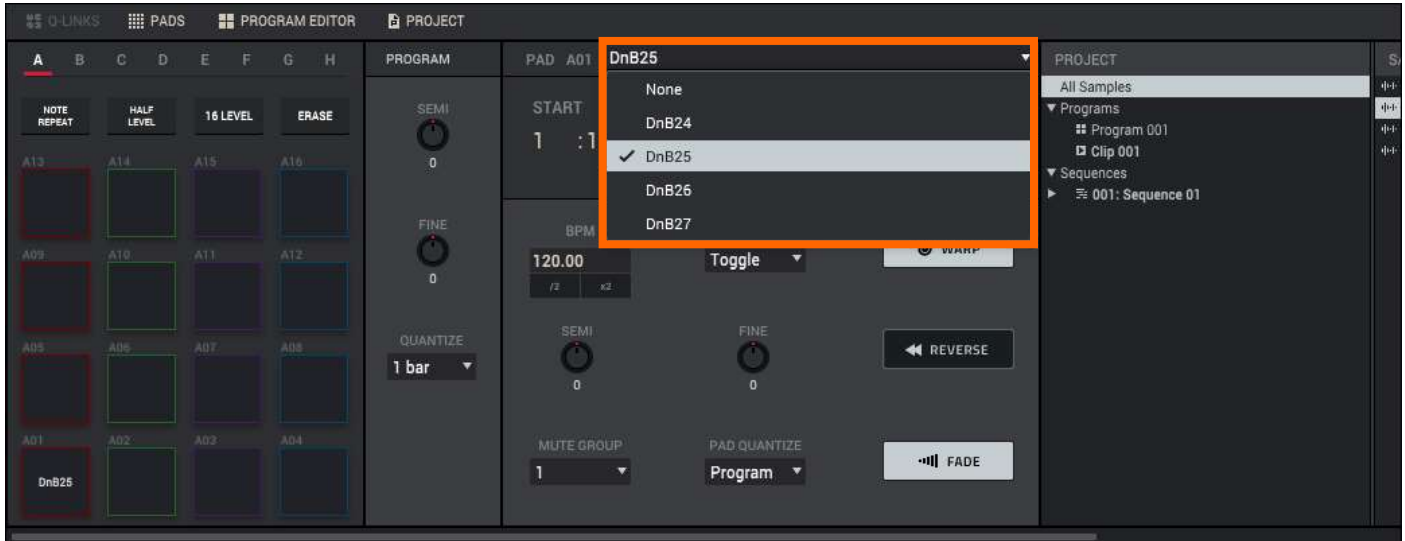 Q-LINKS PADS PROGRAM EDITOR PROJECT
A B C D E F G H
NOTE REPEAT
HALF LEVEL
16 LEVEL
ERASE
A13 A14 A15 A16
A09 A10 A11 A12
A05 A06 A07 A08
A01 A02 A03 A04
DnB25
PROGRAM
SEMI
0
FINE
0
QUANTIZE
1 bar
PAD A01 DnB25
None
DnB24
DnB25
DnB26
DnB27
START
1 :1
BPM
120.00 Toggle WARP
/2 x2
SEMI FINE
0 0
REVERSE
MUTE GROUP PAD QUANTIZE
1 Program
FADE
PROJECT
All Samples
Programs
Program 001
Clip 001
Sequences
001: Sequence 01